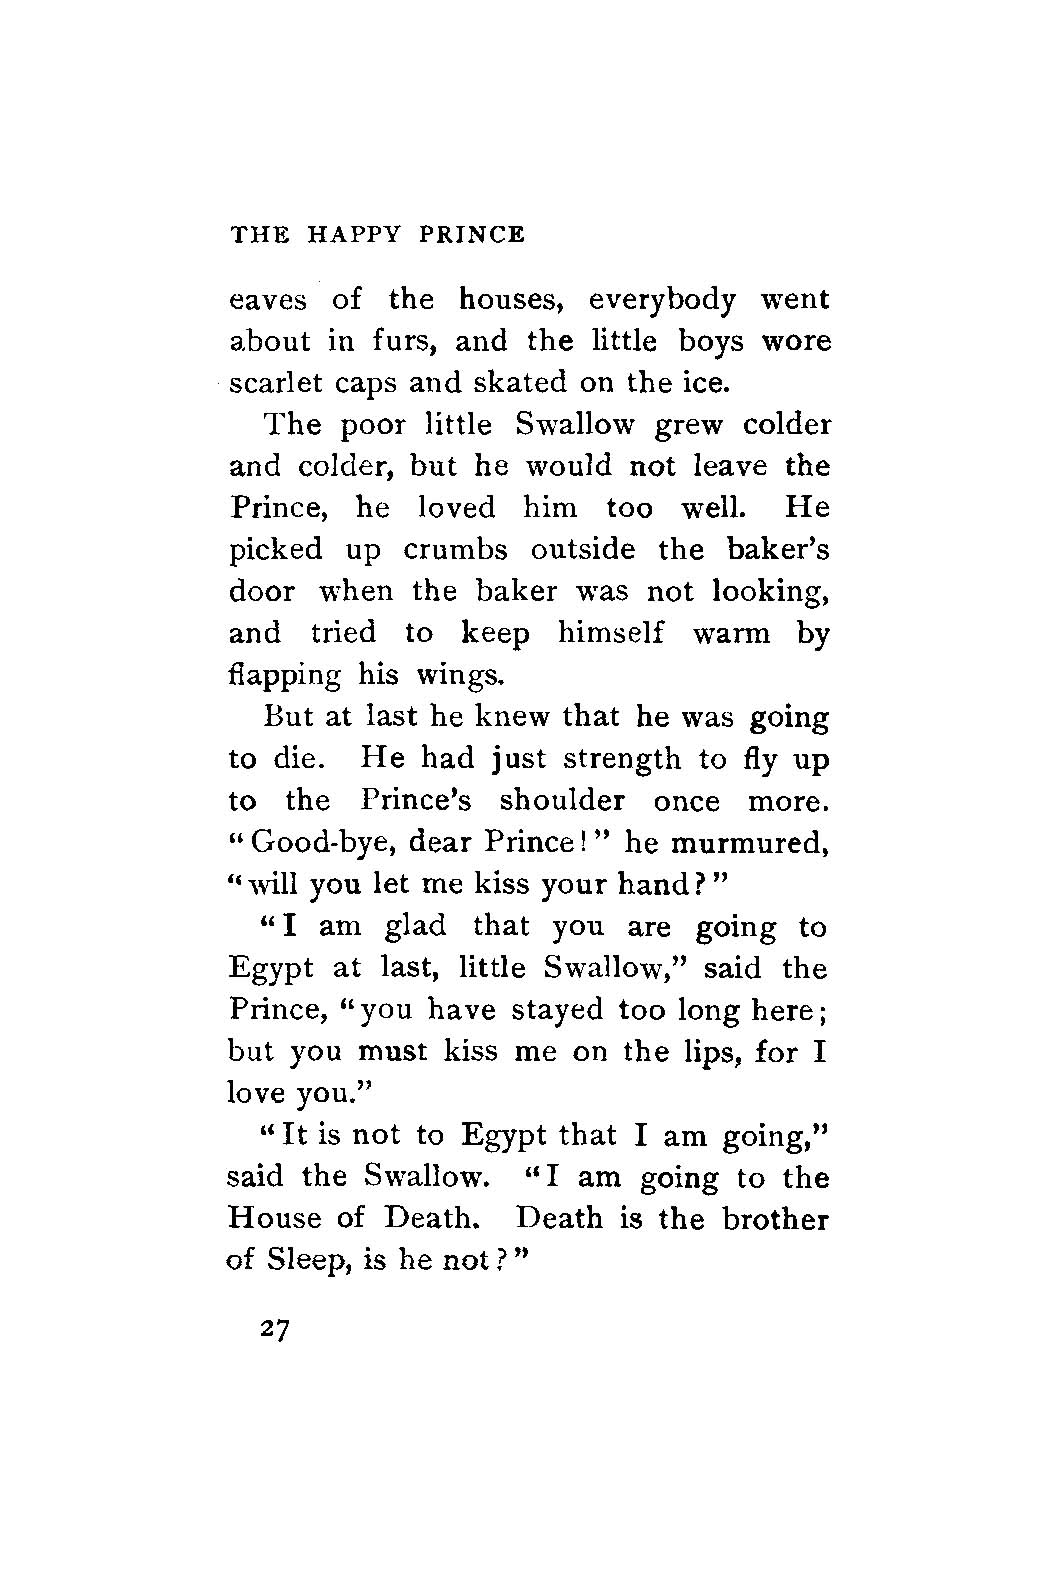 THE HAPPY PRINCE
eaves of the houses, everybody went
about in furs, and the little boys wore
scarlet caps and skated on the ice.
The poor little Swallow grew colder
and colder, but he would not leave the
Prince, he loved him too well. He
picked up crumbs outside the baker's
door when the baker was not looking,
and tried to keep himself warm by
flapping his wings.
But at last he knew that he was going
to die. He had just strength to fly up
to the Prince's shoulder once more.
“Good-bye, dear Prince!” he murmured,
“will you let me kiss your hand?”
“I am glad that you are going to
Egypt at last, little Swallow,” said the
Prince, “you have stayed too long here;
but you must kiss me on the lips, for I
love you.”
“It is not to Egypt that I am going,”
said the Swallow. “I am going to the
House of Death. Death is the brother
of Sleep, is he not?”
27